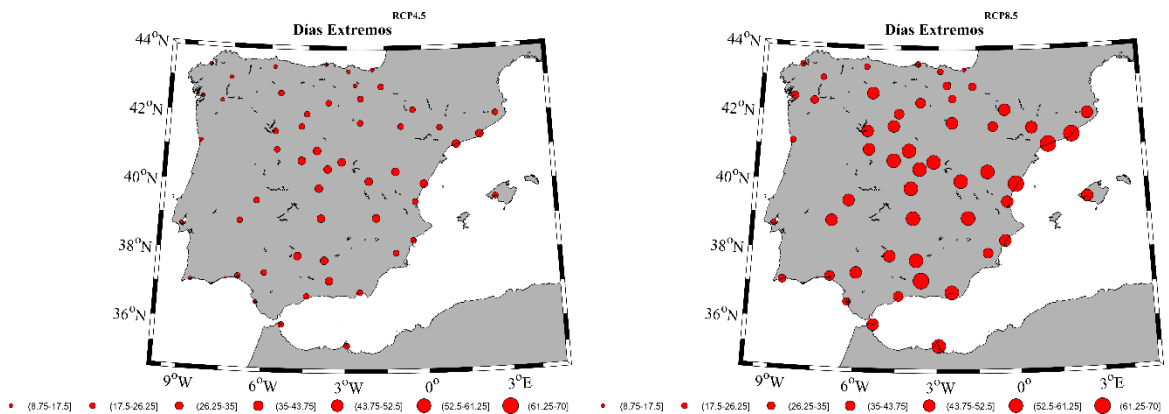 RCP4.5
Días Extremos
44°N
42°N
40°N
38°N
36°N
9°W 6°W 3°W 0° 3°E
(8.75-17.5] (17.5-26.25] (26.25-35] (35-43.75] (43.75-52.5] (52.5-61.25] (61.25-70]
RCP8.5
Días Extremos
44°N
42°N
40°N
38°N
36°N
9°W 6°W 3°W 0° 3°E
(8.75-17.5] (17.5-26.25] (26.25-35] (35-43.75] (43.75-52.5] (52.5-61.25] (61.25-70]